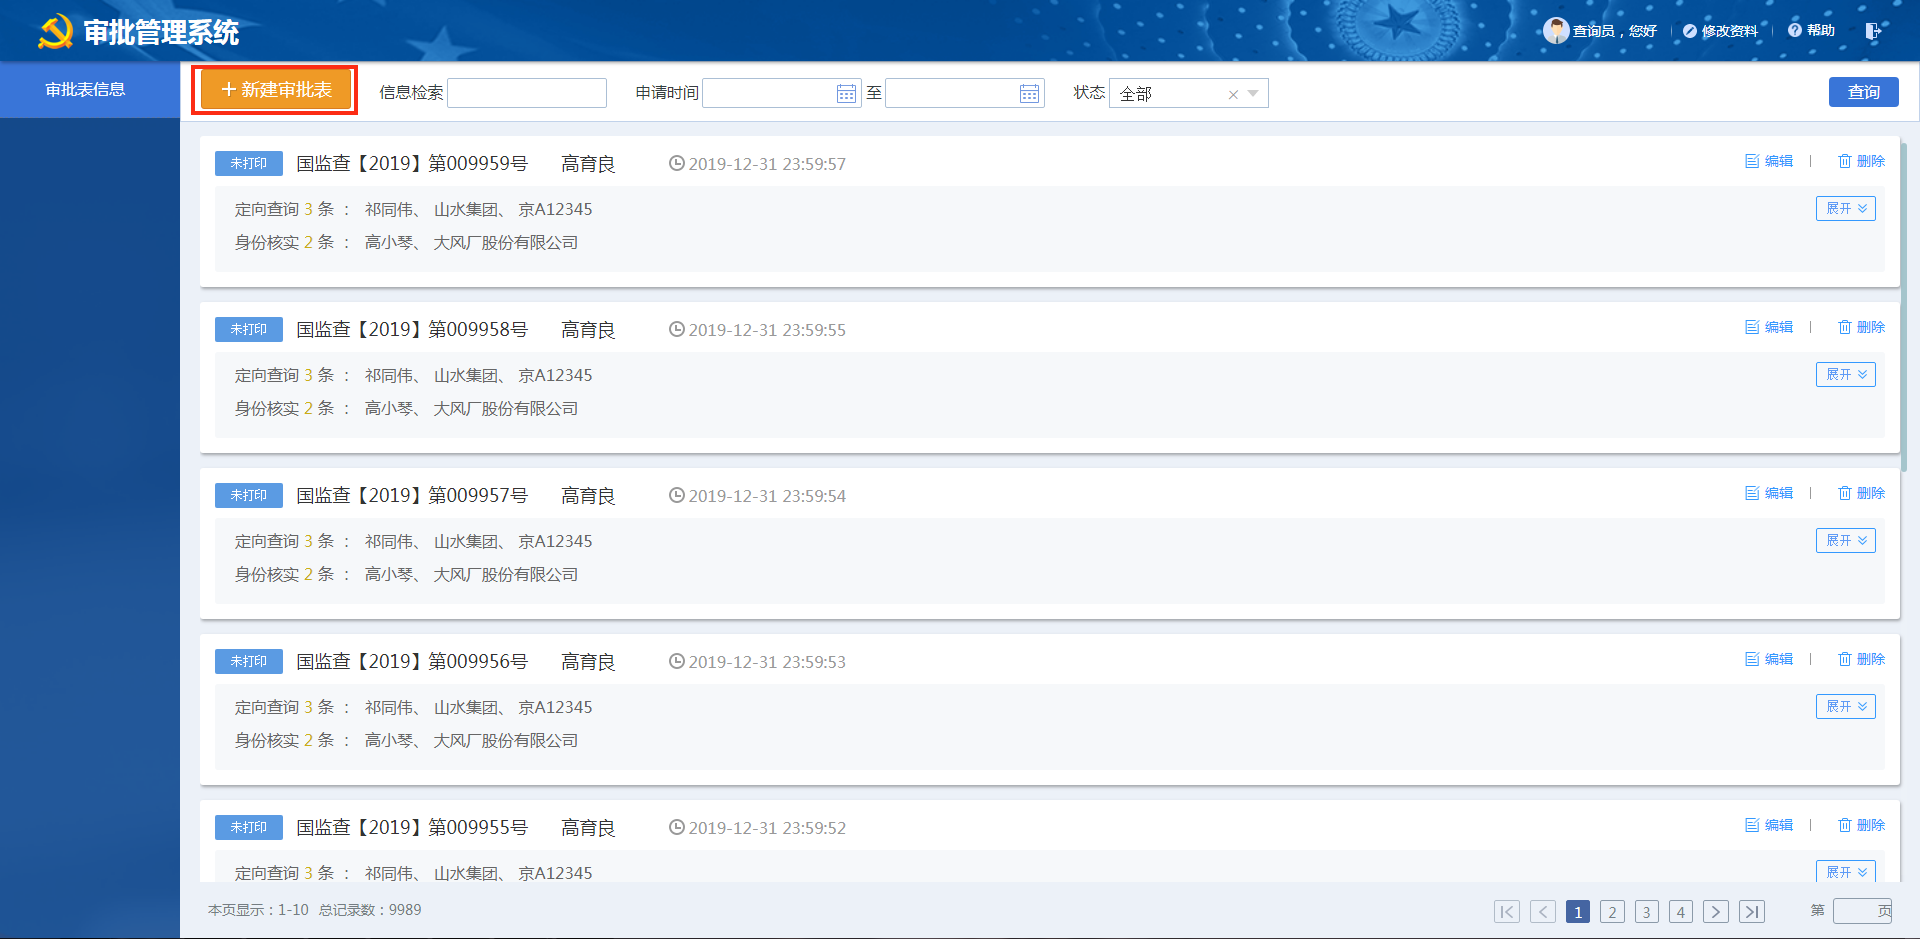 审批管理系统
查询员，您好 修改资料 帮助
审批表信息
+ 新建审批表 信息检索 申请时间 至 状态 全部 × 查询
未打印 国监查【2019】第009959号 高育良 2019-12-31 23:59:57 编辑 | 删除
定向查询 3 条 ： 祁同伟、 山水集团、 京A12345 展开
身份核实 2 条 ： 高小琴、 大风厂股份有限公司
未打印 国监查【2019】第009958号 高育良 2019-12-31 23:59:55 编辑 | 删除
定向查询 3 条 ： 祁同伟、 山水集团、 京A12345 展开
身份核实 2 条 ： 高小琴、 大风厂股份有限公司
未打印 国监查【2019】第009957号 高育良 2019-12-31 23:59:54 编辑 | 删除
定向查询 3 条 ： 祁同伟、 山水集团、 京A12345 展开
身份核实 2 条 ： 高小琴、 大风厂股份有限公司
未打印 国监查【2019】第009956号 高育良 2019-12-31 23:59:53 编辑 | 删除
定向查询 3 条 ： 祁同伟、 山水集团、 京A12345 展开
身份核实 2 条 ： 高小琴、 大风厂股份有限公司
未打印 国监查【2019】第009955号 高育良 2019-12-31 23:59:52 编辑 | 删除
定向查询 3 条 ： 祁同伟、 山水集团、 京A12345 展开
本页显示：1-10 总记录数：9989 1 2 3 4 第 页